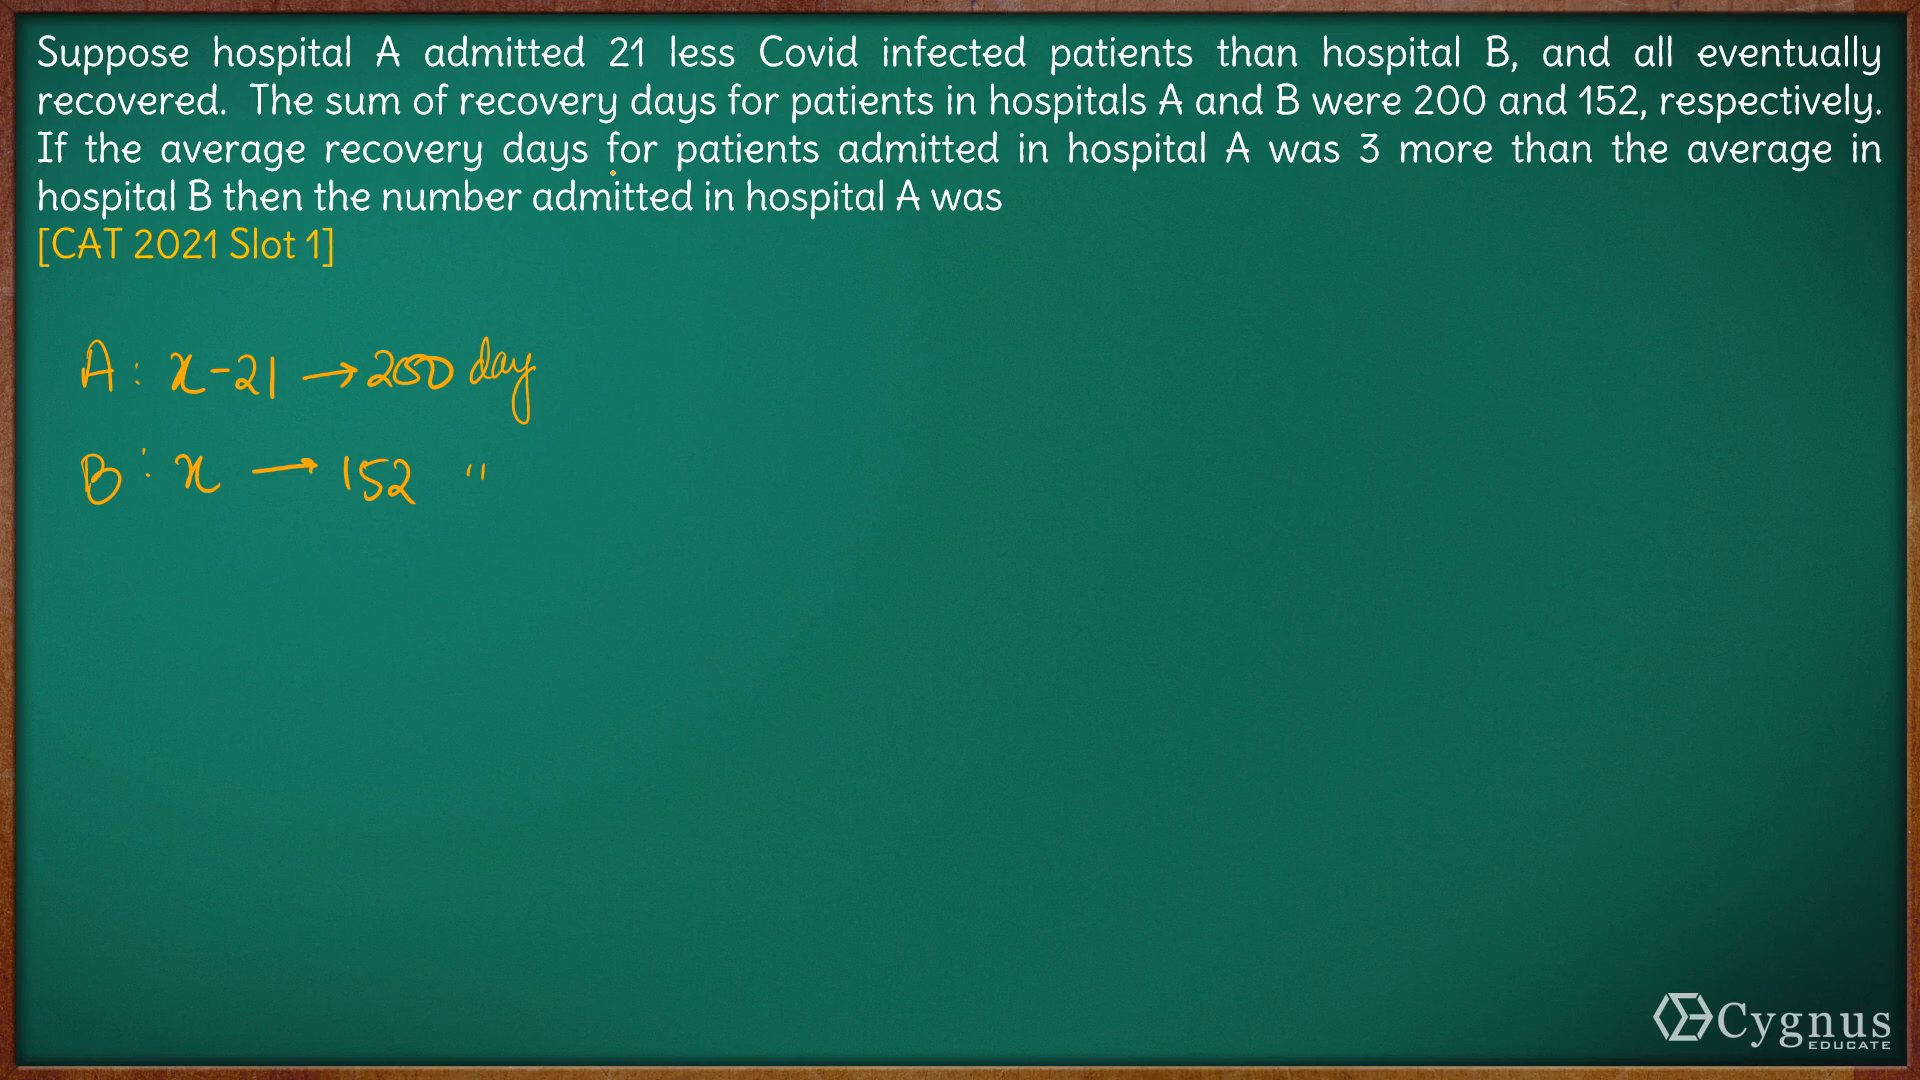 Suppose hospital A admitted 21 less Covid infected patients than hospital B, and all eventually
recovered. The sum of recovery days for patients in hospitals A and B were 200 and 152, respectively.
If the average recovery days for patients admitted in hospital A was 3 more than the average in
hospital B then the number admitted in hospital A was
[CAT 2021 Slot 1]
A: x-21 → 200 day
B: x → 152 "
Cygnus
EDUCATE